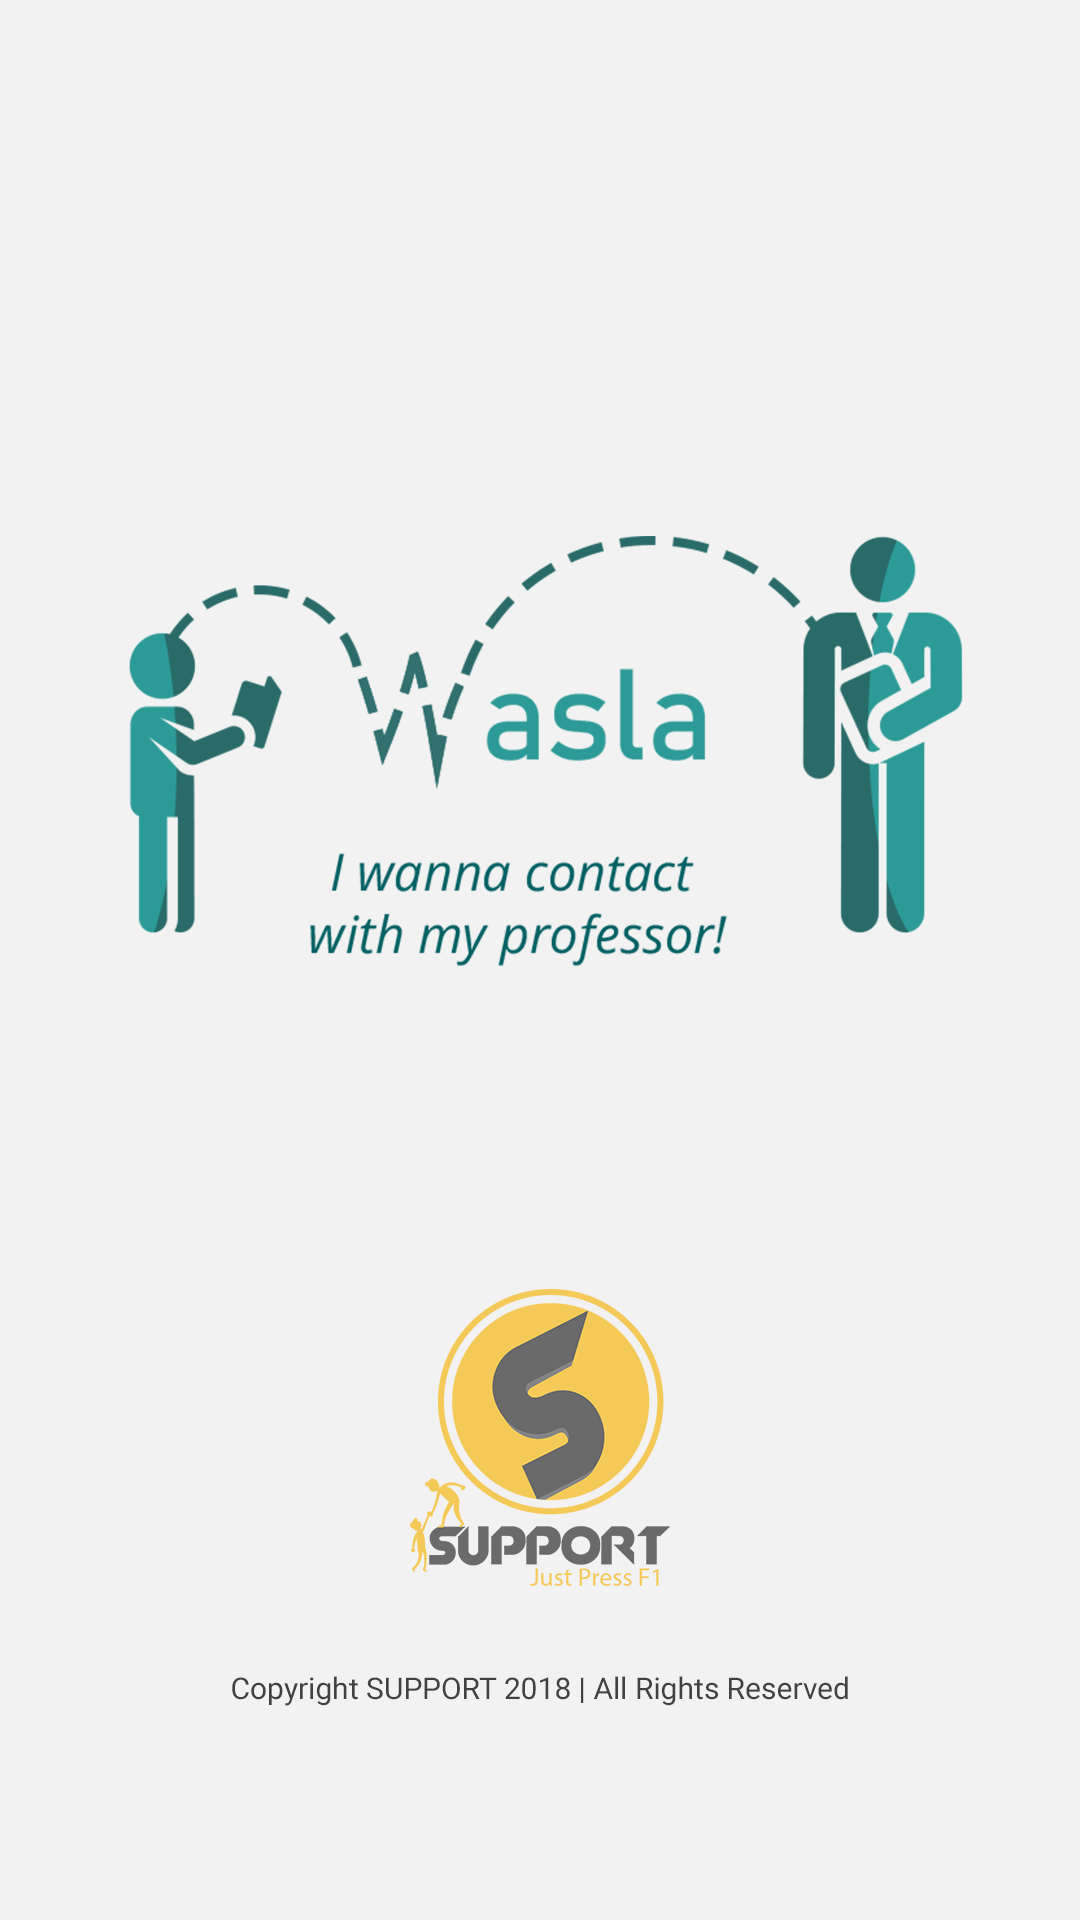 Wasla
I wanna contact
with my professor!
S
SUPPORT
Just Press F1
Copyright SUPPORT 2018 | All Rights Reserved